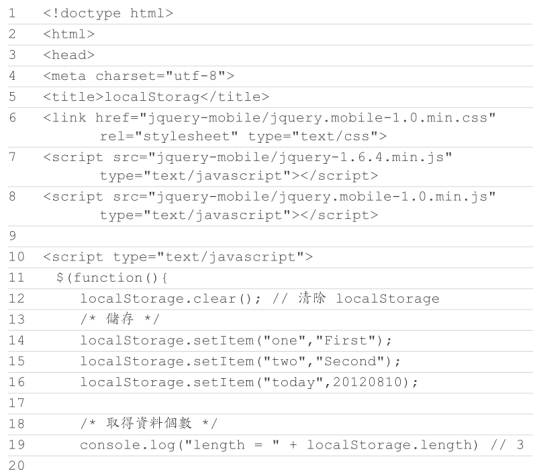 1 <!doctype html>
2 <html>
3 <head>
4 <meta charset="utf-8">
5 <title>localStorag</title>
6 <link href="jquery-mobile/jquery.mobile-1.0.min.css"
rel="stylesheet" type="text/css">
7 <script src="jquery-mobile/jquery-1.6.4.min.js"
type="text/javascript"></script>
8 <script src="jquery-mobile/jquery.mobile-1.0.min.js"
type="text/javascript"></script>
9
10 <script type="text/javascript">
11 $(function(){
12 localStorage.clear(); // 清除 localStorage
13 /* 儲存 */
14 localStorage.setItem("one","First");
15 localStorage.setItem("two","Second");
16 localStorage.setItem("today",20120810);
17
18 /* 取得資料個數 */
19 console.log("length = " + localStorage.length) // 3
20